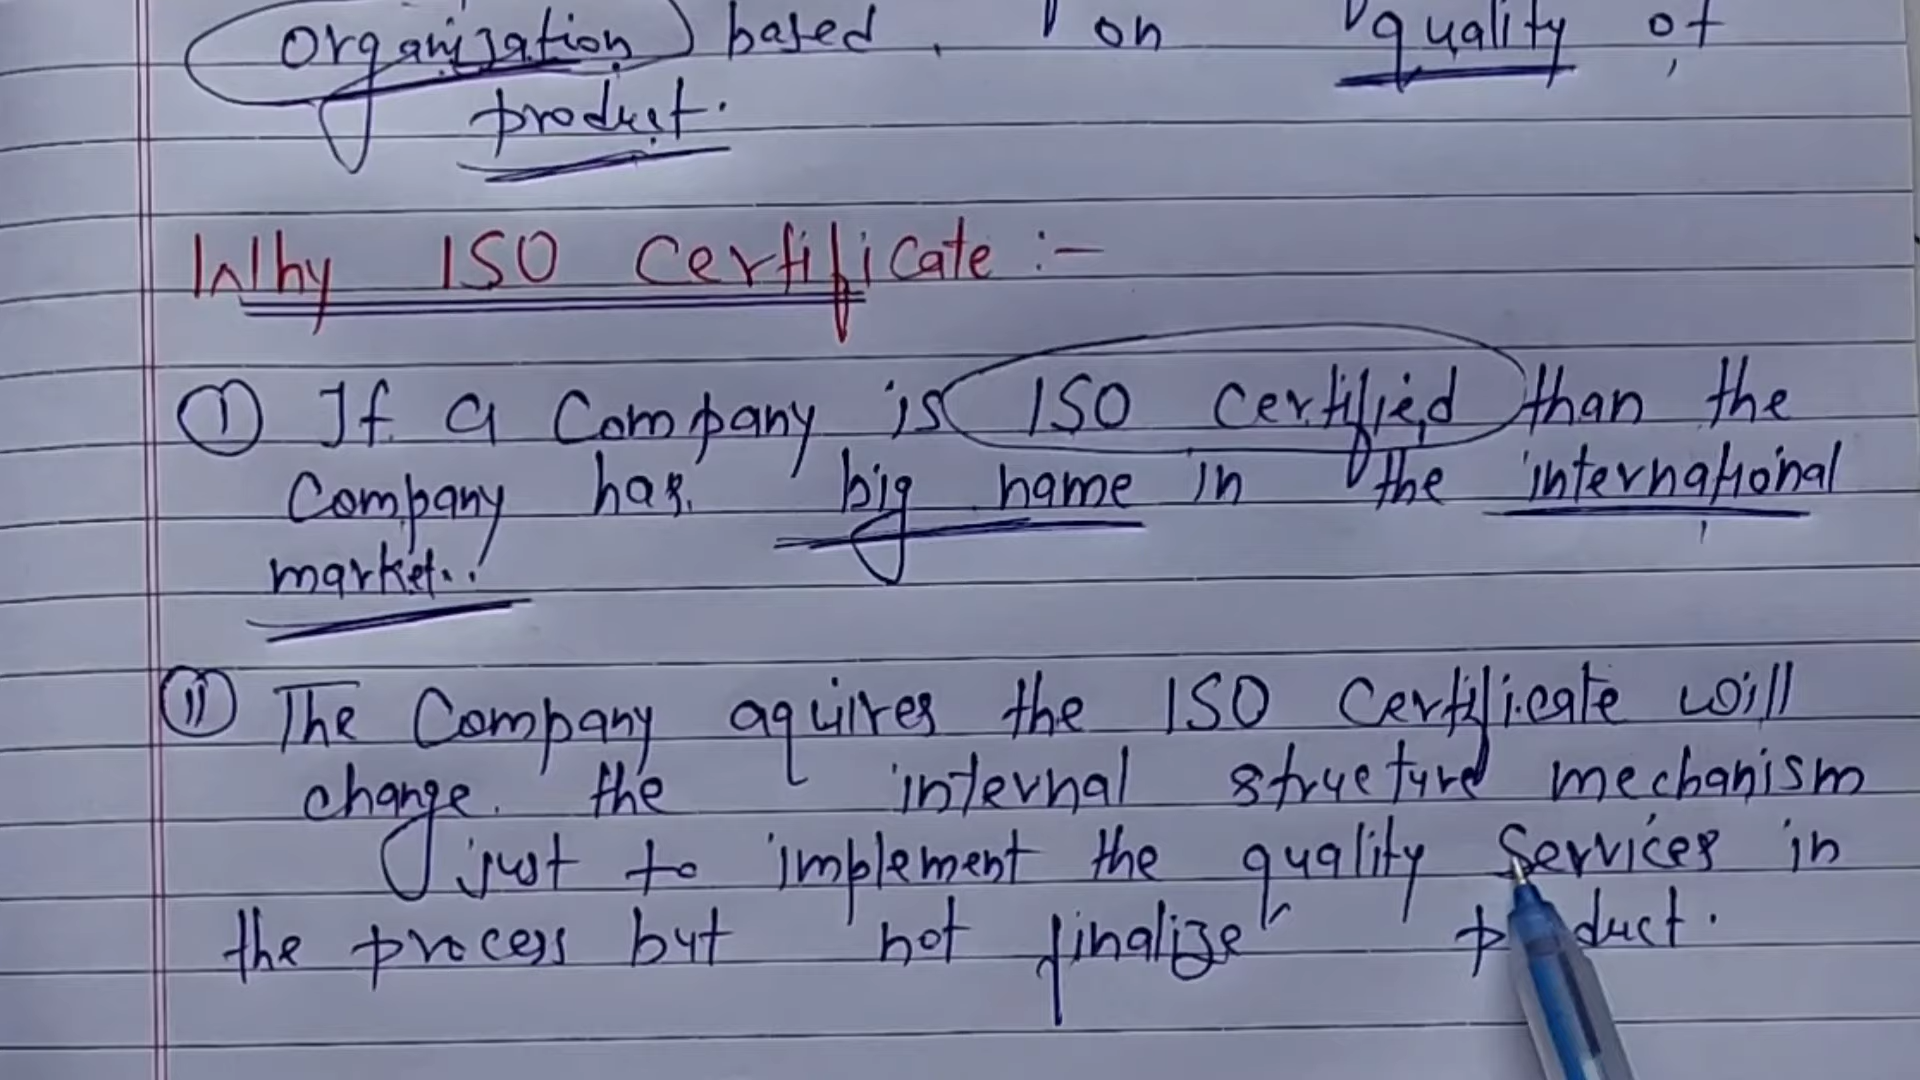 organization based on quality of
product.
Why ISO Certificate :-
① If a Company is ISO Certified than the
Company has big name in the international
market..
② The Company aquires the ISO Certificate will
change the internal structure mechanism
just to implement the quality Services in
the process but not finalize product.